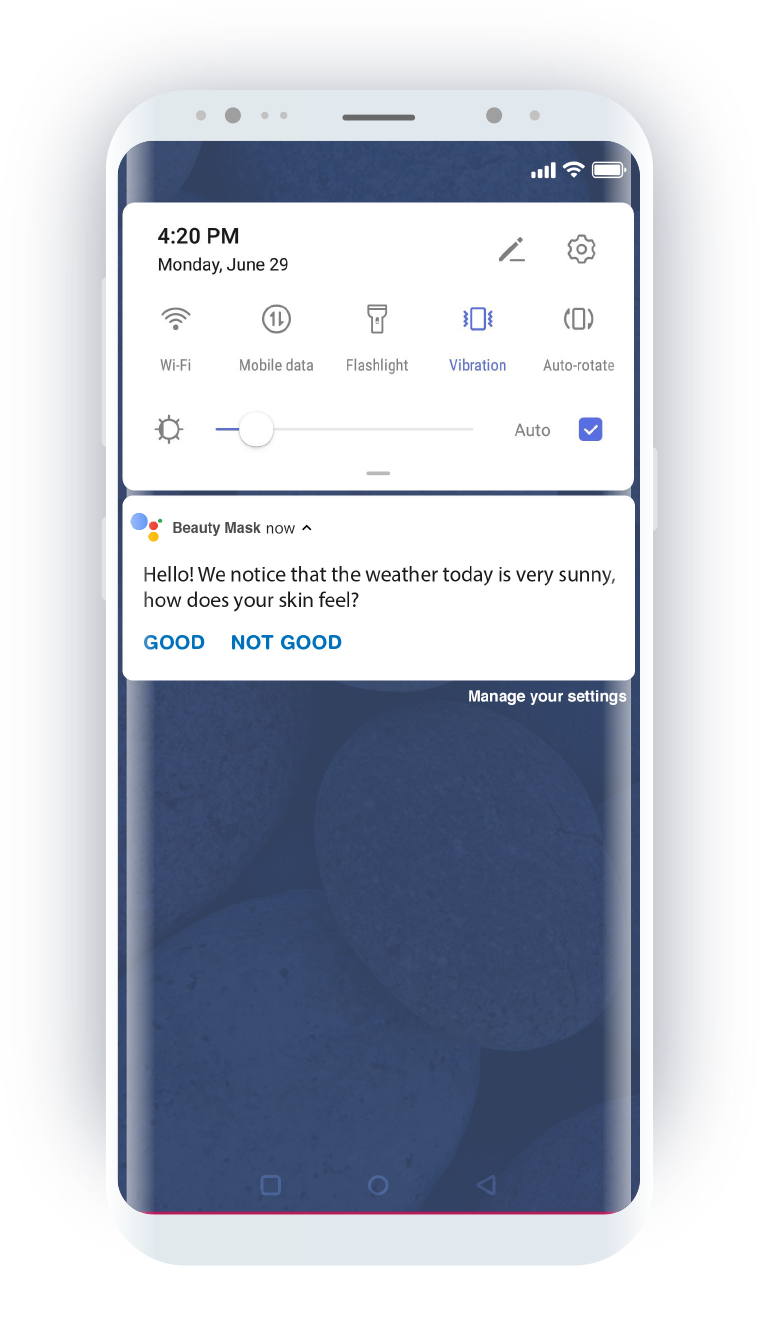 4:20 PM
Monday, June 29
Wi-Fi Mobile data Flashlight Vibration Auto-rotate
Auto
Beauty Mask now
Hello! We notice that the weather today is very sunny,
how does your skin feel?
GOOD NOT GOOD
Manage your settings